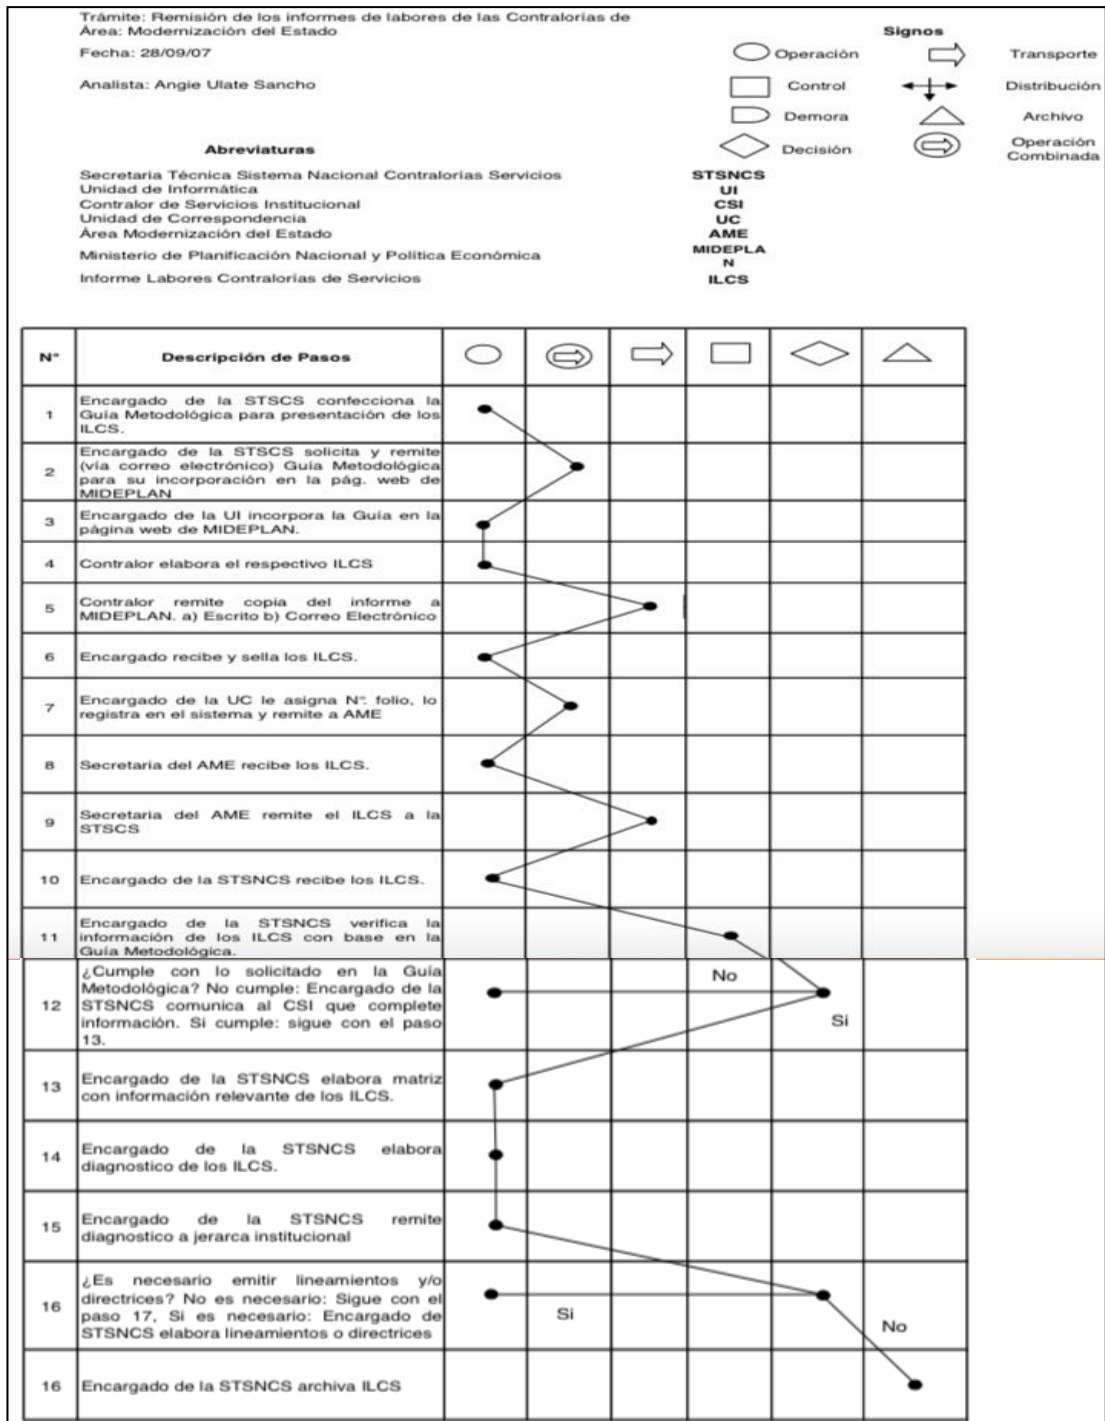 Trámite: Remisión de los informes de labores de las Contralorías de
Área: Modernización del Estado
Fecha: 28/09/07
Analista: Angie Ulate Sancho
Signos
Operación
Transporte
Control
Distribución
Demora
Archivo
Decisión
Operación
Combinada
Abreviaturas
Secretaria Técnica Sistema Nacional Contralorías Servicios STSNCS
Unidad de Informática UI
Contralor de Servicios Institucional CSI
Unidad de Correspondencia UC
Área Modernización del Estado AME
Ministerio de Planificación Nacional y Política Económica MIDEPLA
N
Informe Labores Contralorías de Servicios ILCS
N° Descripción de Pasos
1 Encargado de la STSCS confecciona la
Guía Metodológica para presentación de los
ILCS.
2 Encargado de la STSCS solicita y remite
(vía correo electrónico) Guía Metodológica
para su incorporación en la pág. web de
MIDEPLAN
3 Encargado de la UI incorpora la Guía en la
página web de MIDEPLAN.
4 Contralor elabora el respectivo ILCS
5 Contralor remite copia del informe a
MIDEPLAN. a) Escrito b) Correo Electrónico
6 Encargado recibe y sella los ILCS.
7 Encargado de la UC le asigna N°. folio, lo
registra en el sistema y remite a AME
8 Secretaria del AME recibe los ILCS.
9 Secretaria del AME remite el ILCS a la
STSCS
10 Encargado de la STSNCS recibe los ILCS.
11 Encargado de la STSNCS verifica la
información de los ILCS con base en la
Guía Metodológica.
12 ¿Cumple con lo solicitado en la Guía
Metodológica? No cumple: Encargado de la
STSNCS comunica al CSI que complete
información. Si cumple: sigue con el paso
13.
No
Si
13 Encargado de la STSNCS elabora matriz
con información relevante de los ILCS.
14 Encargado de la STSNCS elabora
diagnostico de los ILCS.
15 Encargado de la STSNCS remite
diagnostico a jerarca institucional
16 ¿Es necesario emitir lineamientos y/o
directrices? No es necesario: Sigue con el
paso 17, Si es necesario: Encargado de
STSNCS elabora lineamientos o directrices
Si
No
16 Encargado de la STSNCS archiva ILCS